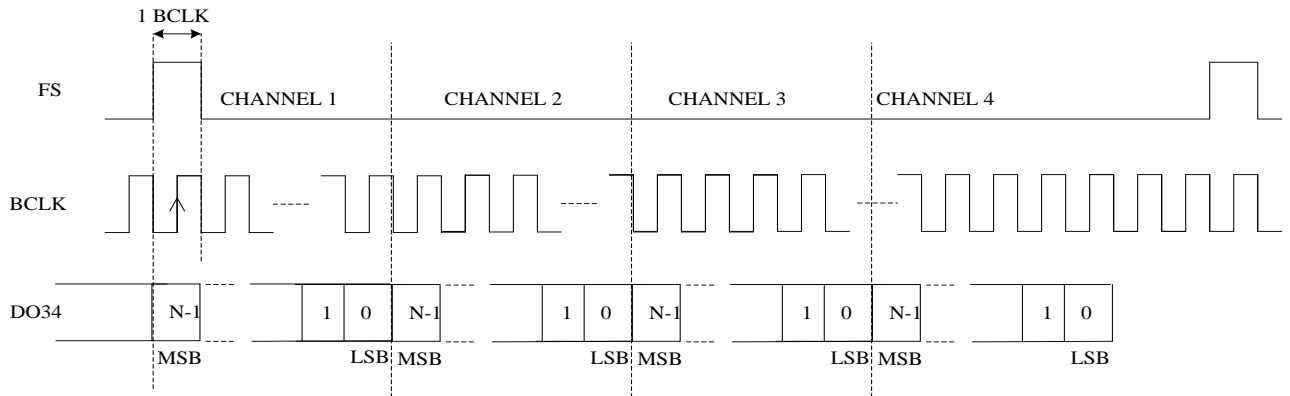 1 BCLK
FS
CHANNEL 1 CHANNEL 2 CHANNEL 3 CHANNEL 4
BCLK
DO34 N-1 1 0 N-1 1 0 N-1 1 0 N-1 1 0
MSB LSB MSB LSB MSB LSB MSB LSB